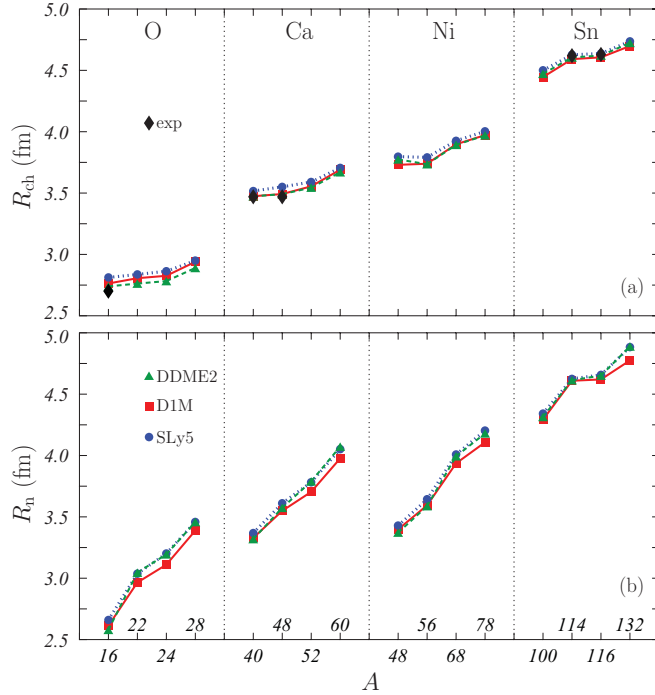 O Ca Ni Sn
5.0
4.5
exp
4.0
R_ch (fm)
3.5
3.0
2.5
(a)
5.0
DDME2
4.5
D1M
SLy5
4.0
R_n (fm)
3.5
3.0
(b)
22 28 48 60 56 78 114 132
2.5
16 24 40 52 48 68 100 116
A